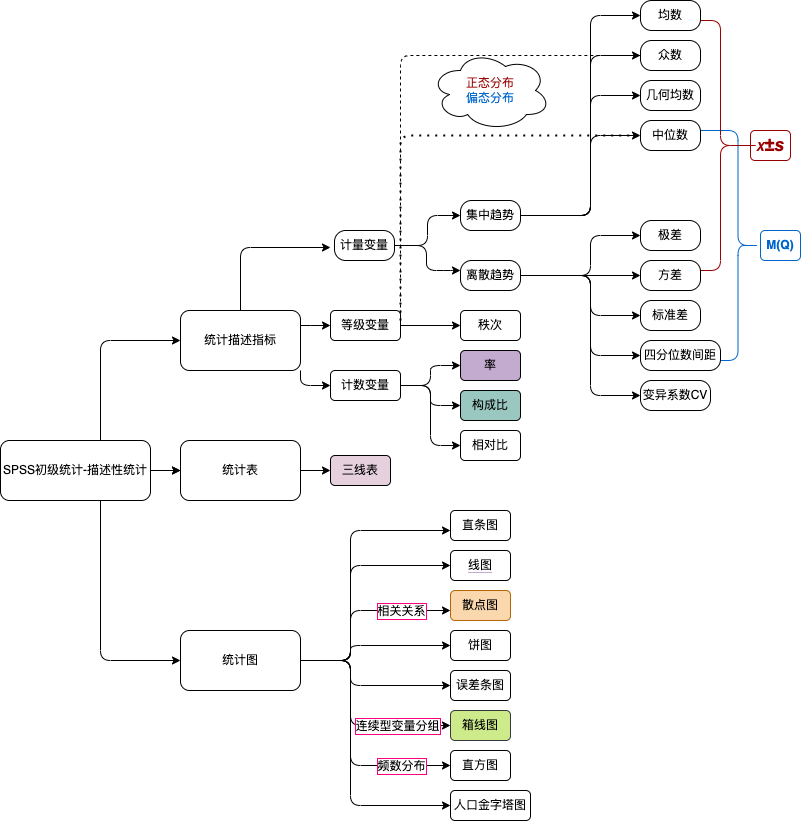 均数
众数
正态分布
偏态分布
几何均数
中位数
x±s
集中趋势
计量变量
极差
M(Q)
离散趋势
方差
统计描述指标
等级变量
秩次
标准差
四分位数间距
率
计数变量
变异系数CV
构成比
相对比
SPSS初级统计-描述性统计
统计表
三线表
直条图
线图
相关关系
散点图
统计图
饼图
误差条图
连续型变量分组
箱线图
频数分布
直方图
人口金字塔图